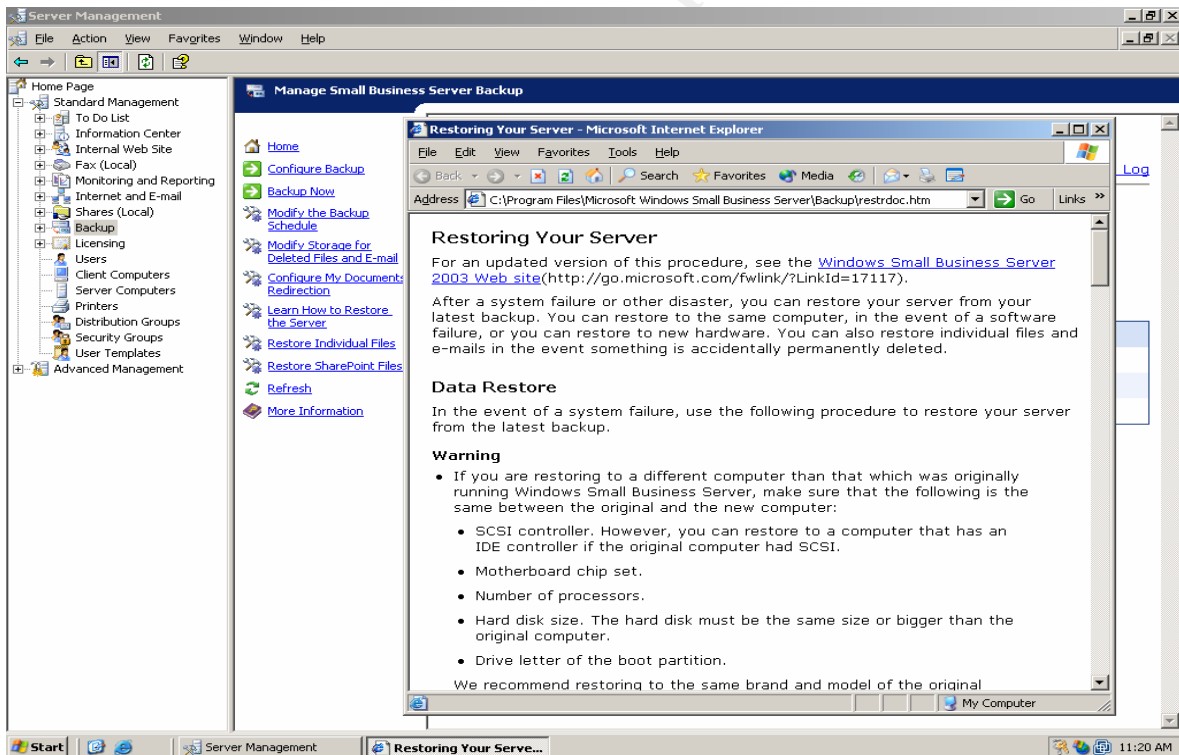 Server Management
File Action View Favorites Window Help
Home Page
Standard Management
To Do List
Information Center
Internal Web Site
Fax (Local)
Monitoring and Reporting
Internet and E-mail
Shares (Local)
Backup
Licensing
Users
Client Computers
Server Computers
Printers
Distribution Groups
Security Groups
User Templates
Advanced Management
Manage Small Business Server Backup
Home
Configure Backup
Backup Now
Modify the Backup
Schedule
Modify Storage for
Deleted Files and E-mail
Configure My Documents
Redirection
Learn How to Restore
the Server
Restore Individual Files
Restore SharePoint Files
Refresh
More Information
Log
Restoring Your Server - Microsoft Internet Explorer
File Edit View Favorites Tools Help
Back Search Favorites Media
Address C:\Program Files\Microsoft Windows Small Business Server\Backup\restrdoc.htm Go Links »
Restoring Your Server
For an updated version of this procedure, see the Windows Small Business Server
2003 Web site(http://go.microsoft.com/fwlink/?LinkId=17117).
After a system failure or other disaster, you can restore your server from your
latest backup. You can restore to the same computer, in the event of a software
failure, or you can restore to new hardware. You can also restore individual files and
e-mails in the event something is accidentally permanently deleted.
Data Restore
In the event of a system failure, use the following procedure to restore your server
from the latest backup.
Warning
• If you are restoring to a different computer than that which was originally
running Windows Small Business Server, make sure that the following is the
same between the original and the new computer:
• SCSI controller. However, you can restore to a computer that has an
IDE controller if the original computer had SCSI.
• Motherboard chip set.
• Number of processors.
• Hard disk size. The hard disk must be the same size or bigger than the
original computer.
• Drive letter of the boot partition.
We recommend restoring to the same brand and model of the original
My Computer
Start Server Management Restoring Your Serve... 11:20 AM